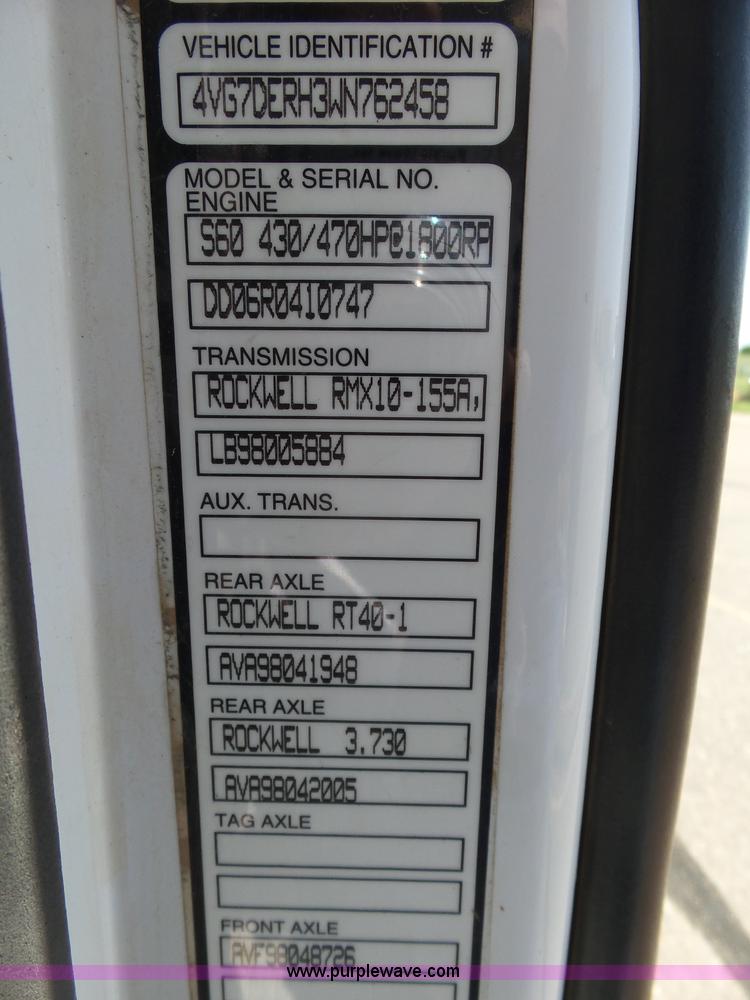 VEHICLE IDENTIFICATION #
4VG7DERH3WN762458
MODEL & SERIAL NO.
ENGINE
S60 430/470HP@1800RP
DD06R0410747
TRANSMISSION
ROCKWELL RMX10-155A,
LB98005884
AUX. TRANS.
REAR AXLE
ROCKWELL RT40-1
AVA98041948
REAR AXLE
ROCKWELL 3.730
AVA98042005
TAG AXLE
FRONT AXLE
AVF98048726
www.purplewave.com